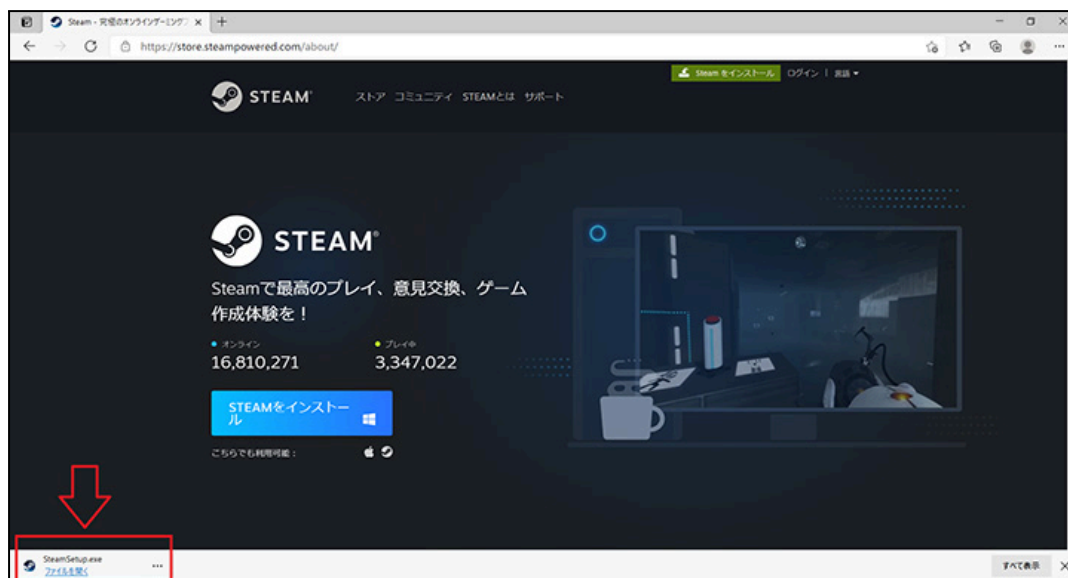 Steam - 究極のオンラインゲーミングプ
https://store.steampowered.com/about/
Steam をインストール ログイン | 言語
STEAM ストア コミュニティ STEAMとは サポート
STEAM
Steamで最高のプレイ、意見交換、ゲーム
作成体験を！
オンライン プレイ中
16,810,271 3,347,022
STEAMをインストー
ル
こちらでも利用可能：
SteamSetup.exe
ファイルを開く
すべて表示